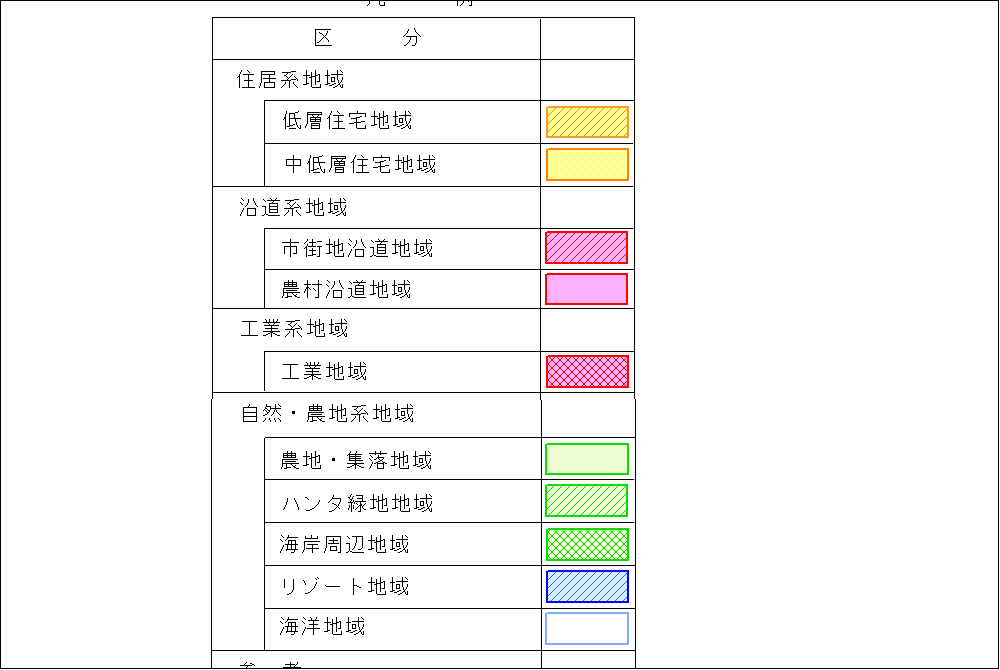 凡 例
区 分
住居系地域
低層住宅地域
中低層住宅地域
沿道系地域
市街地沿道地域
農村沿道地域
工業系地域
工業地域
自然・農地系地域
農地・集落地域
ハンタ緑地地域
海岸周辺地域
リゾート地域
海洋地域
参 考